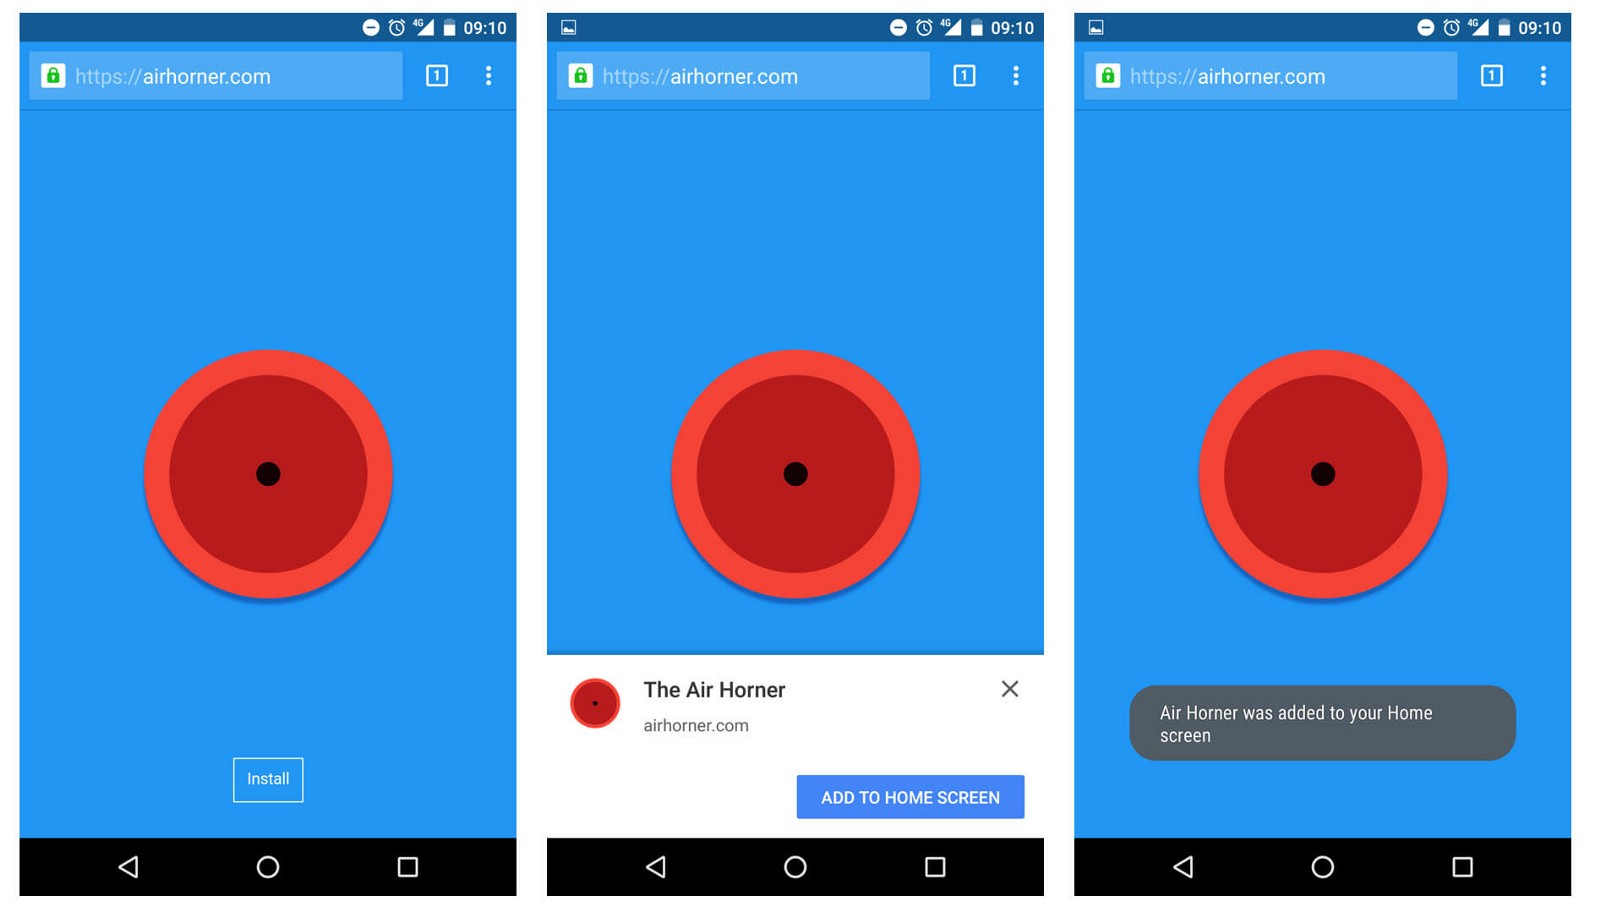 4G 09:10
https://airhorner.com 1
Install
4G 09:10
https://airhorner.com 1
The Air Horner
airhorner.com
ADD TO HOME SCREEN
4G 09:10
https://airhorner.com 1
Air Horner was added to your Home
screen